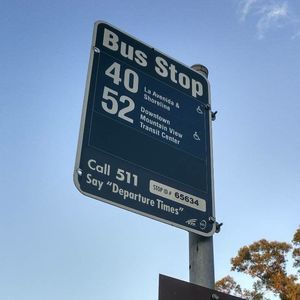 Bus Stop
40 La Avenida &
Shoreline
52 Downtown
Mountain View
Transit Center
Call 511
Say "Departure Times"
STOP ID# 65634